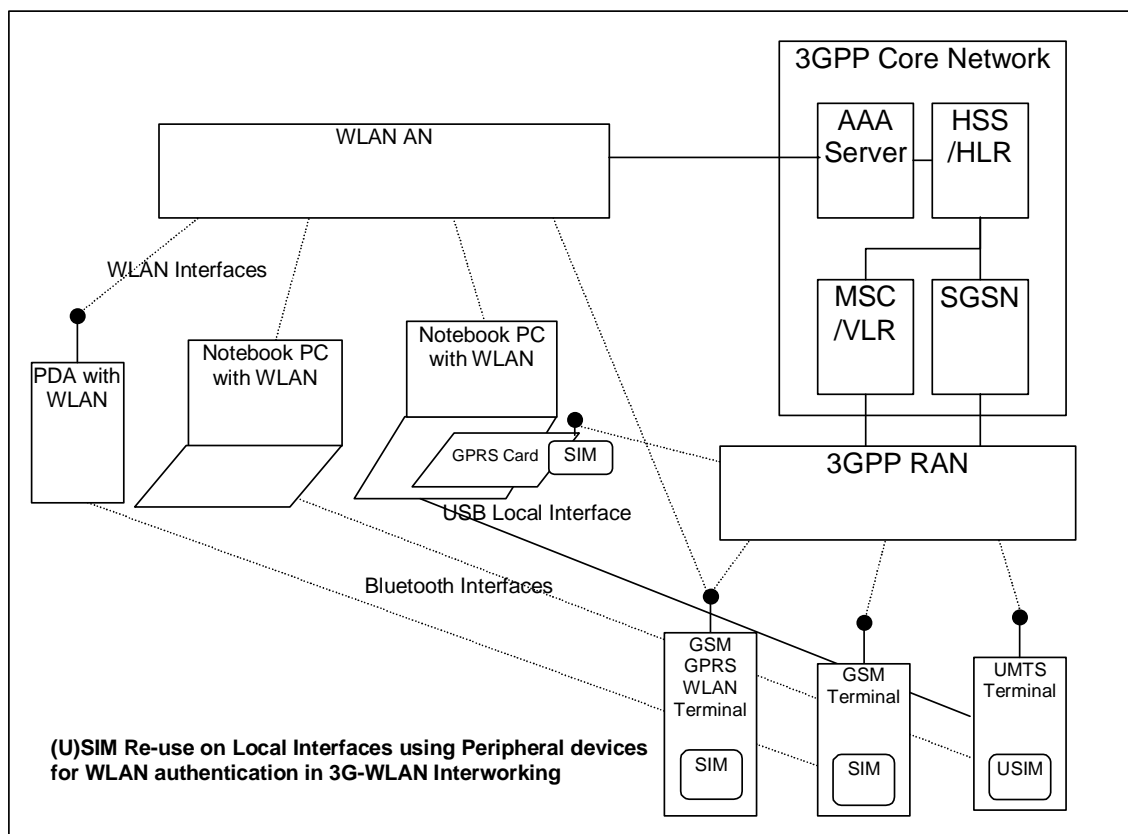 3GPP Core Network
WLAN AN
AAA
Server
HSS
/HLR
WLAN Interfaces
MSC
/VLR
SGSN
PDA with
WLAN
Notebook PC
with WLAN
Notebook PC
with WLAN
GPRS Card
SIM
3GPP RAN
USB Local Interface
Bluetooth Interfaces
GSM
GPRS
WLAN
Terminal
SIM
GSM
Terminal
SIM
UMTS
Terminal
USIM
(U)SIM Re-use on Local Interfaces using Peripheral devices
for WLAN authentication in 3G-WLAN Interworking